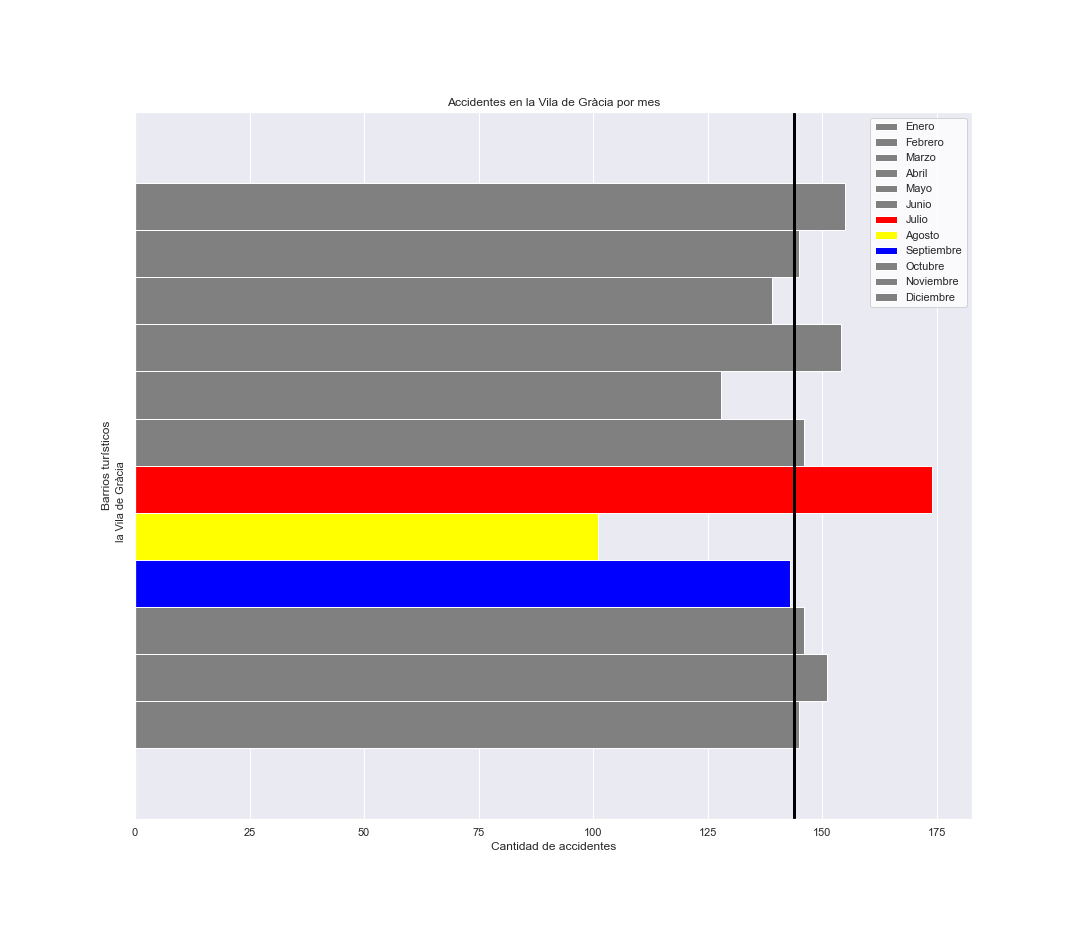 Accidentes en la Vila de Gràcia por mes
Enero
Febrero
Marzo
Abril
Mayo
Junio
Julio
Agosto
Septiembre
Octubre
Noviembre
Diciembre
Barrios turísticos
la Vila de Gràcia
0 25 50 75 100 125 150 175
Cantidad de accidentes